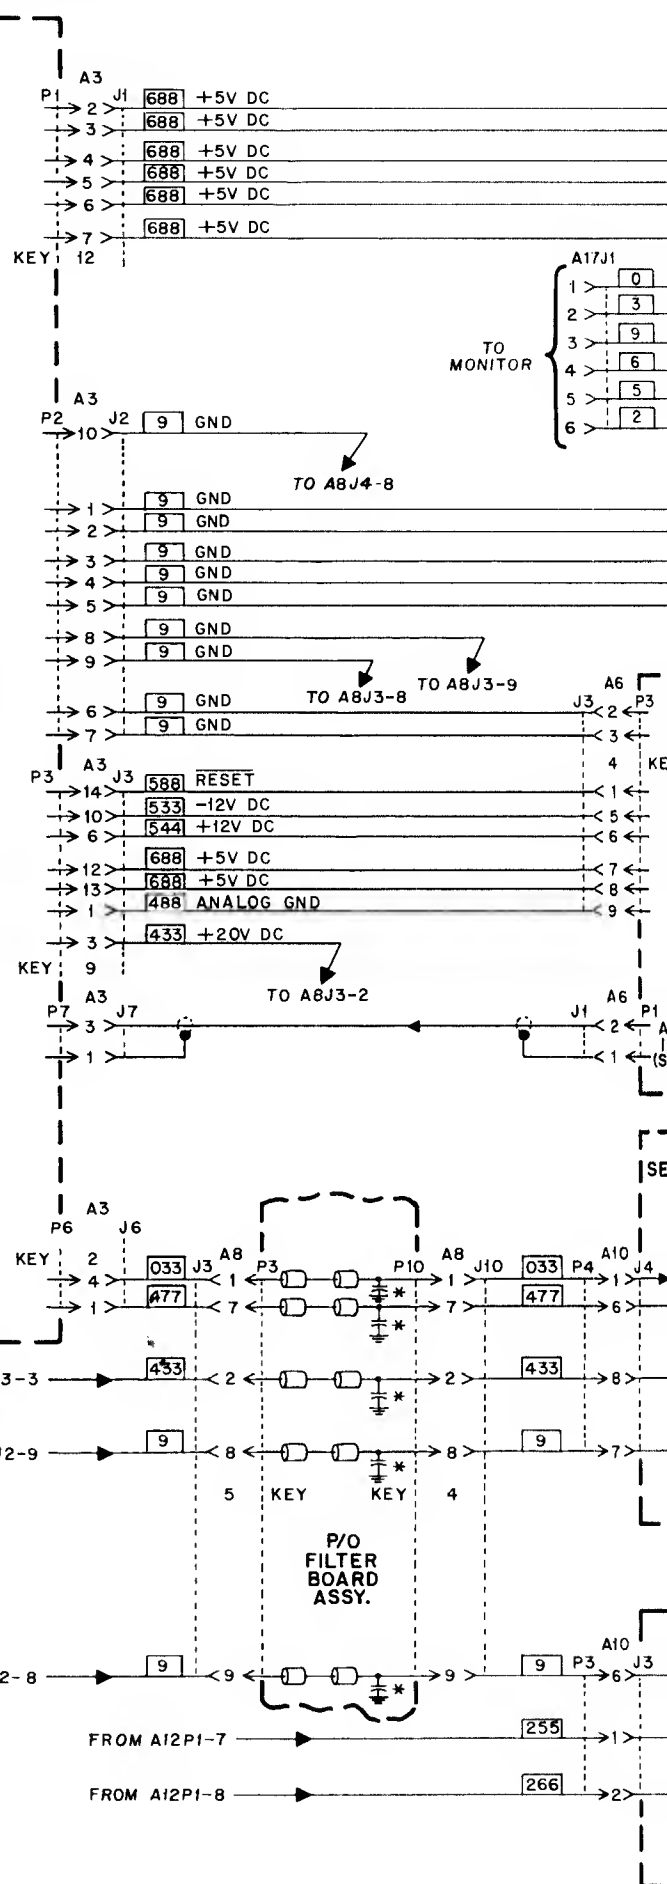 A3
P1 2 J1 688 +5V DC
3 688 +5V DC
4 688 +5V DC
5 688 +5V DC
6 688 +5V DC
7 688 +5V DC
KEY 12
A17J1
1 0
2 3
3 9
4 6
5 5
6 2
TO
MONITOR
A3
P2 10 J2 9 GND
TO A8J4-8
1 9 GND
2 9 GND
3 9 GND
4 9 GND
5 9 GND
8 9 GND
9 9 GND
TO A8J3-8 TO A8J3-9
A6
6 9 GND J3 2 P3
7 9 GND 3
A3 4 KE
P3 14 J3 588 RESET 1
10 533 -12V DC 5
6 544 +12V DC 6
12 688 +5V DC 7
13 688 +5V DC 8
1 488 ANALOG GND 9
3 433 +20V DC
KEY 9
TO A8J3-2
A3 A6
P7 3 J7 J1 2 P1
A
1 1 (S
SE
A3
P6 J6
KEY 2
A8 A8 A10
4 033 J3 1 P3 * P10 1 J10 033 P4 1 J4
1 477 7 * 7 477 6
3-3 433 2 * 2 433 8
J2-9 9 8 * 8 9 7
5 KEY KEY 4
P/O
FILTER
BOARD
ASSY.
A10
2-8 9 9 * 9 9 P3 6 J3
FROM A12P1-7 255 1
FROM A12P1-8 266 2